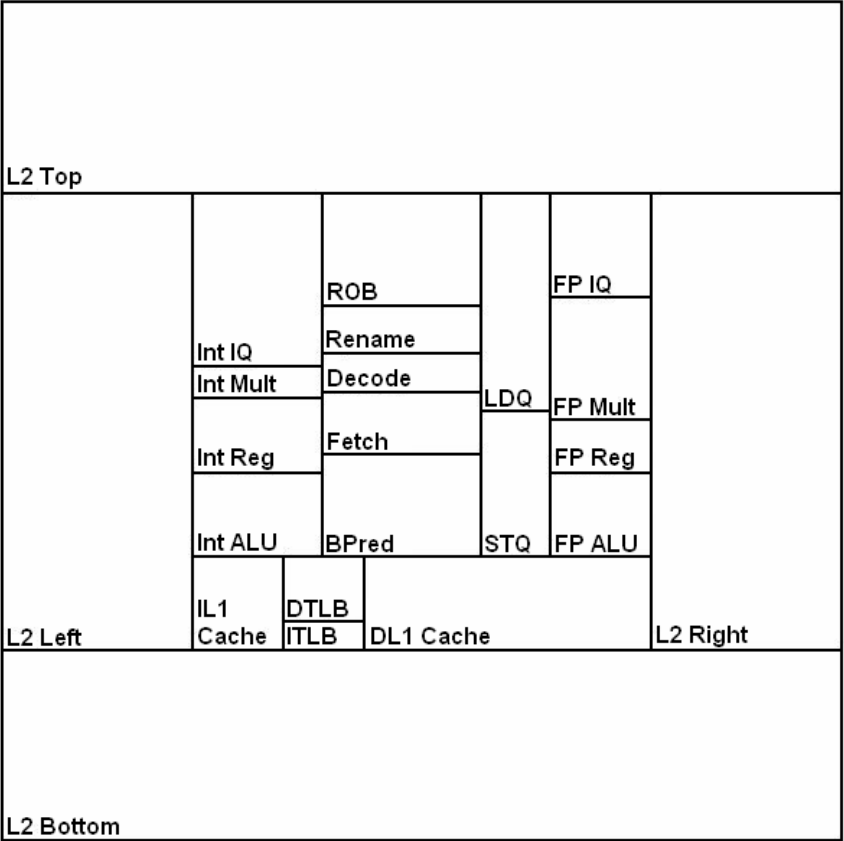 L2 Top
ROB
FP IQ
Rename
Int IQ
Decode
Int Mult
LDQ
FP Mult
Fetch
Int Reg
FP Reg
Int ALU
BPred
STQ
FP ALU
IL1
Cache
DTLB
ITLB
DL1 Cache
L2 Left
L2 Right
L2 Bottom